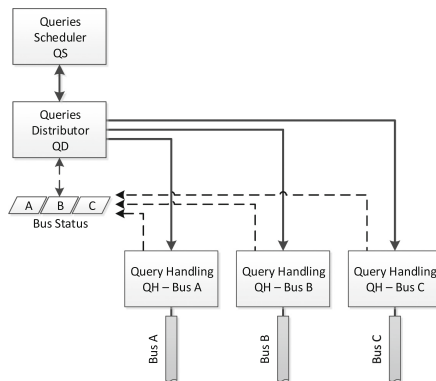 Queries
Scheduler
QS
Queries
Distributor
QD
A B C
Bus Status
Query Handling
QH – Bus A
Query Handling
QH – Bus B
Query Handling
QH – Bus C
Bus A
Bus B
Bus C